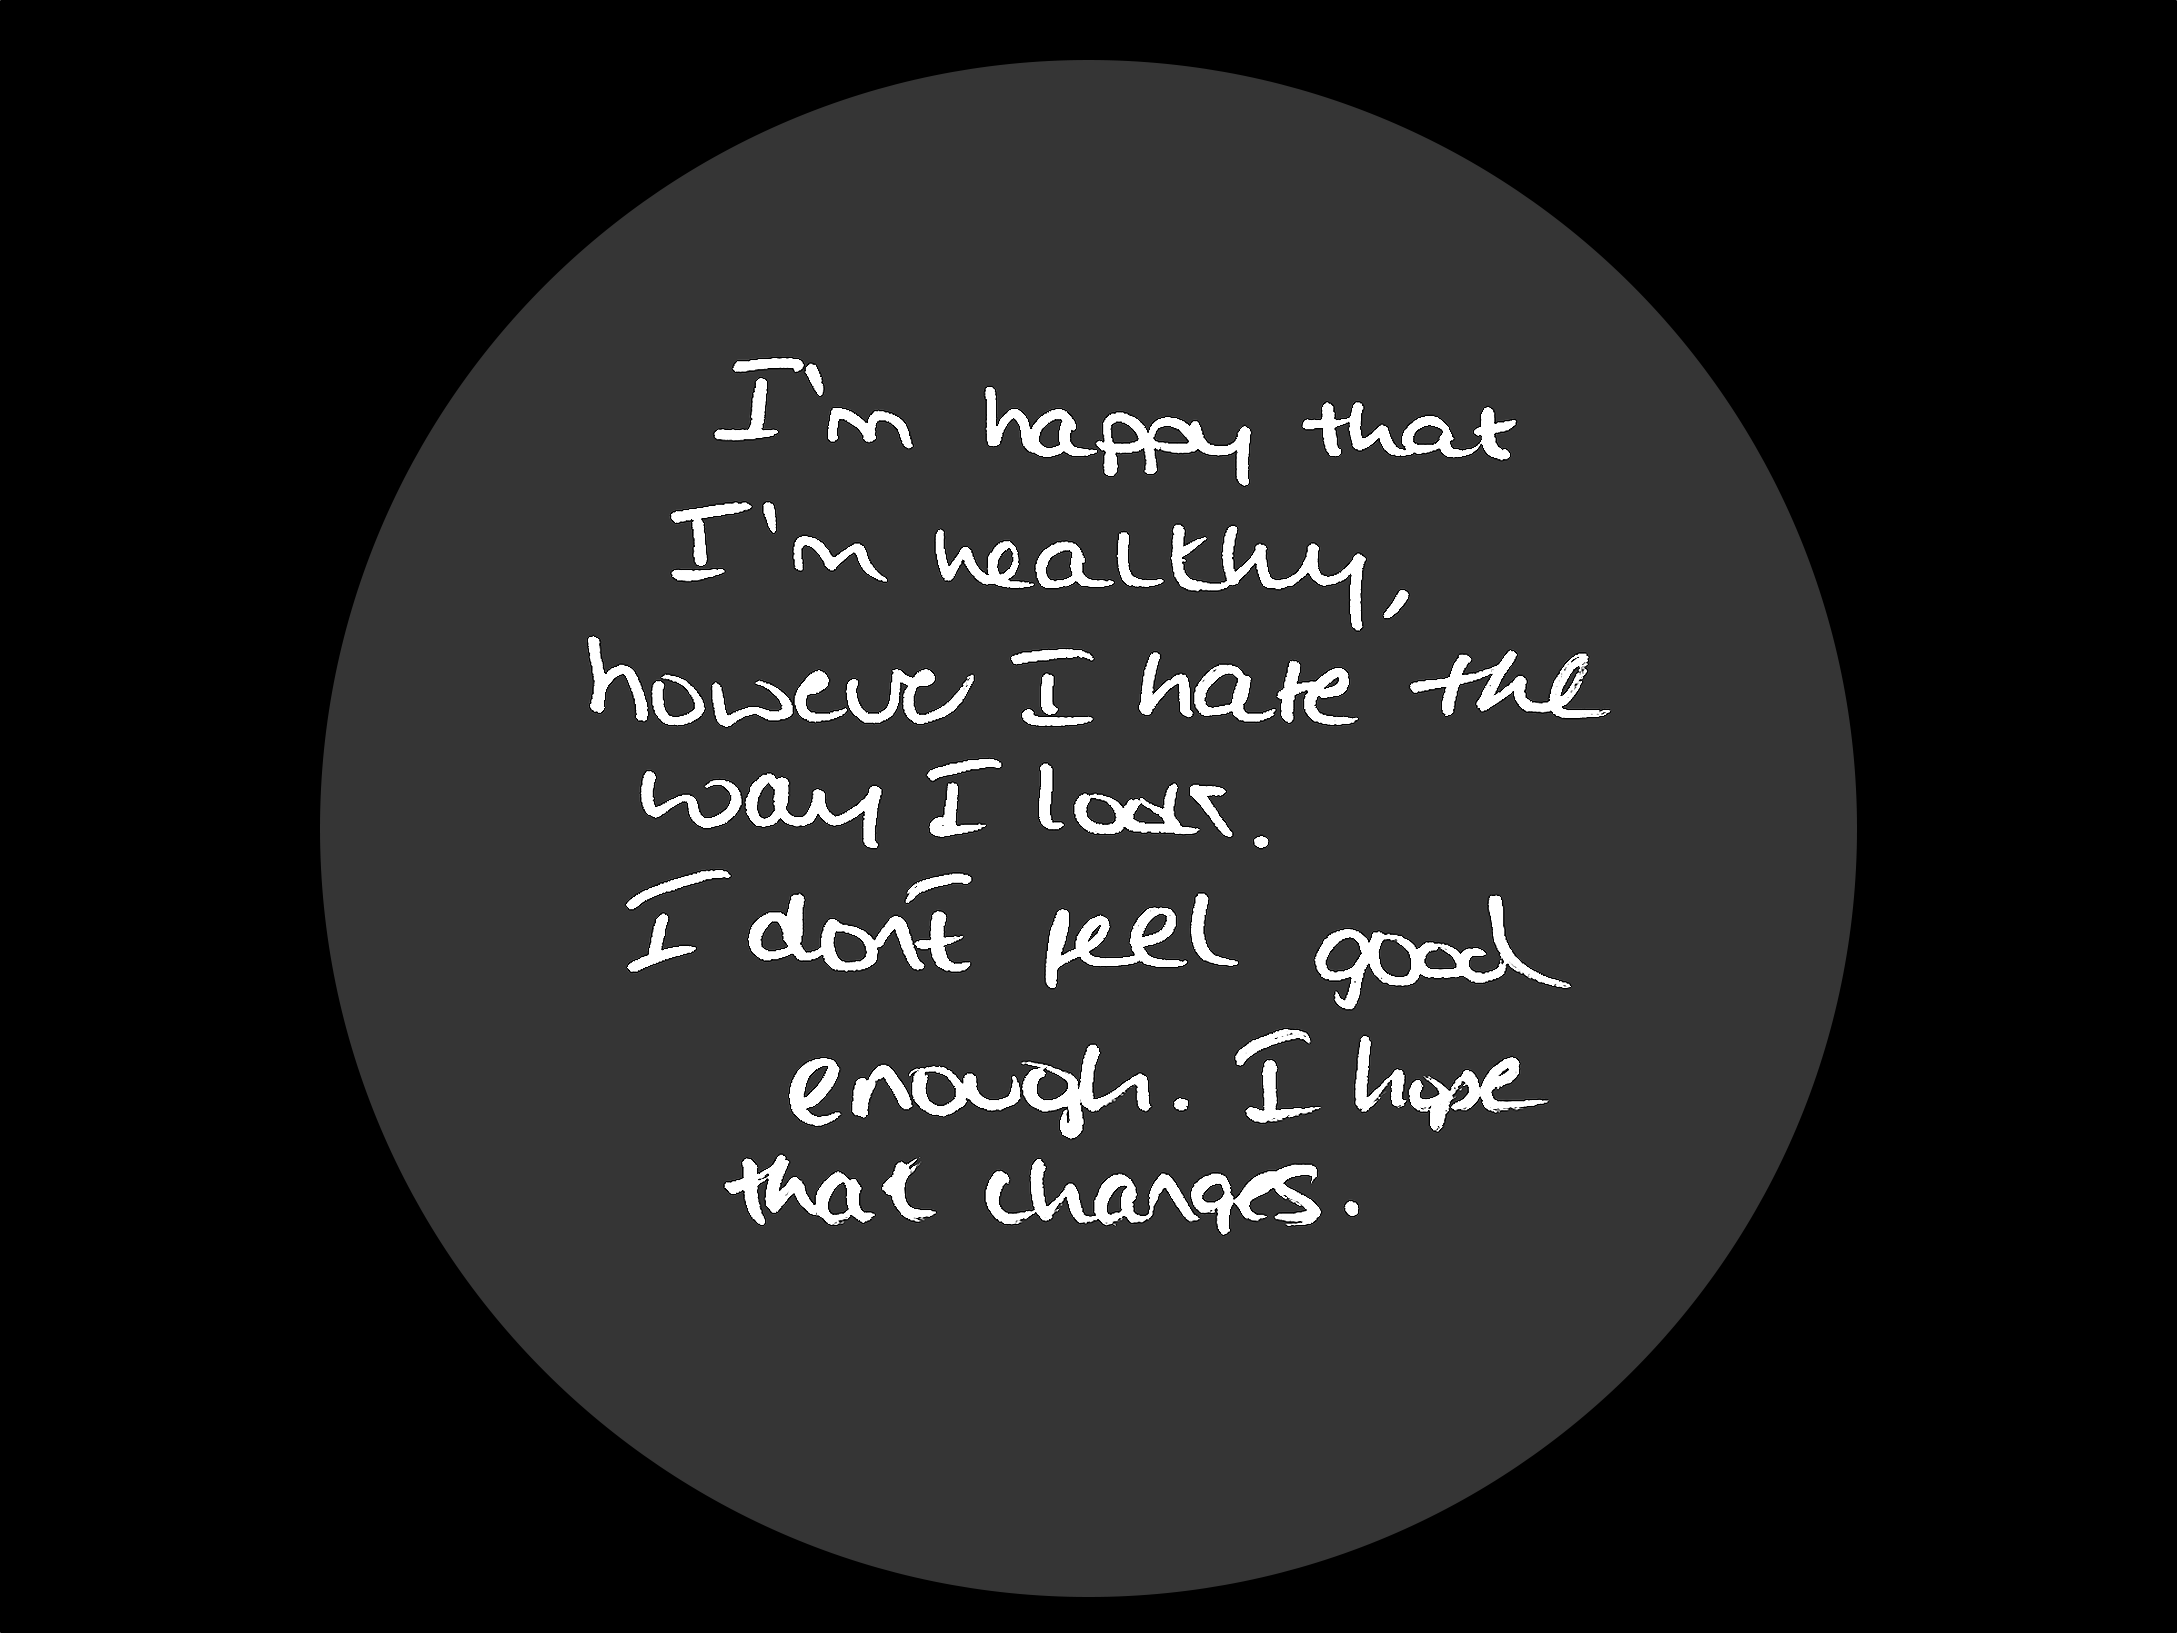 I'm happy that
I'm healthy,
however I hate the
way I look.
I don't feel good
enough. I hope
that changes.